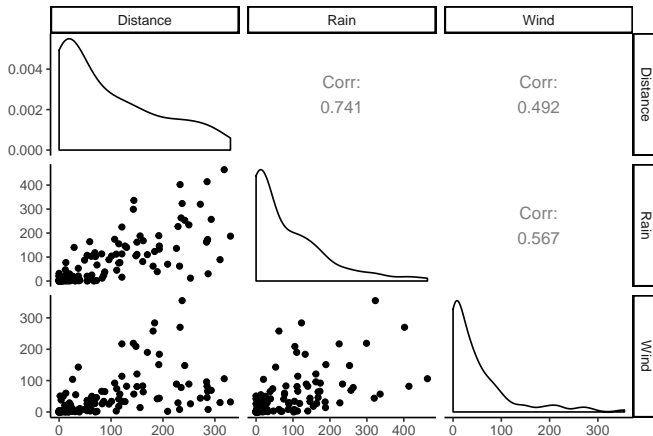 Distance Rain Wind
0.004
0.002
0.000
Corr:
0.741
Corr:
0.492
Distance
400
300
200
100
0
Corr:
0.567
Rain
300
200
100
0
Wind
0 100 200 300 0 100 200 300 400 0 100 200 300